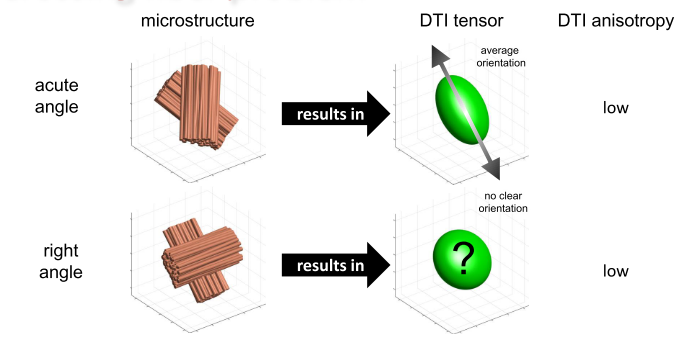 microstructure
DTI tensor
DTI anisotropy
acute
angle
results in
average
orientation
low
right
angle
results in
no clear
orientation
?
low